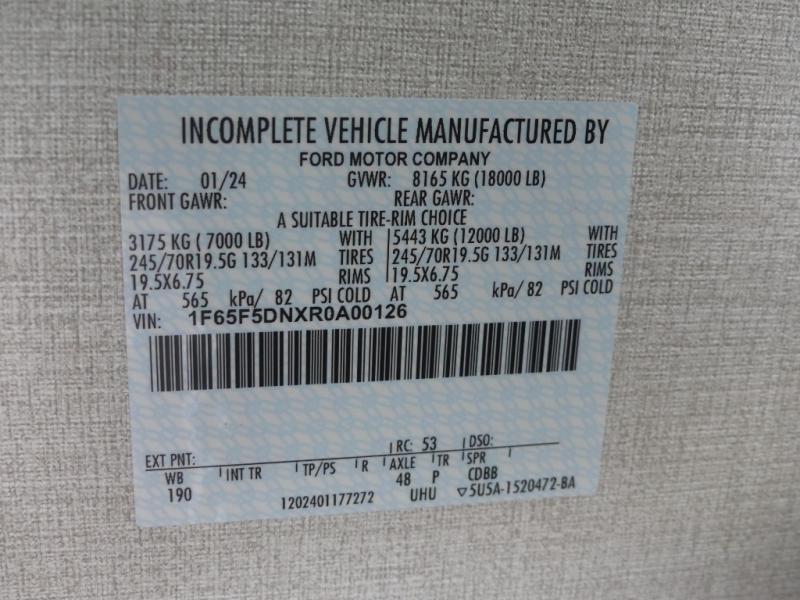 INCOMPLETE VEHICLE MANUFACTURED BY
FORD MOTOR COMPANY
DATE: 01/24 GVWR: 8165 KG (18000 LB)
FRONT GAWR: REAR GAWR:
A SUITABLE TIRE-RIM CHOICE
3175 KG ( 7000 LB) WITH 5443 KG (12000 LB) WITH
245/70R19.5G 133/131M TIRES 245/70R19.5G 133/131M TIRES
19.5X6.75 RIMS 19.5X6.75 RIMS
AT 565 kPa/ 82 PSI COLD AT 565 kPa/ 82 PSI COLD
VIN: 1F65F5DNXR0A00126
EXT PNT: RC: 53 DSO:
WB INT TR TP/PS R AXLE TR SPR
190 48 P CDBB
1202401177272 UHU ▽5U5A-1520472-BA